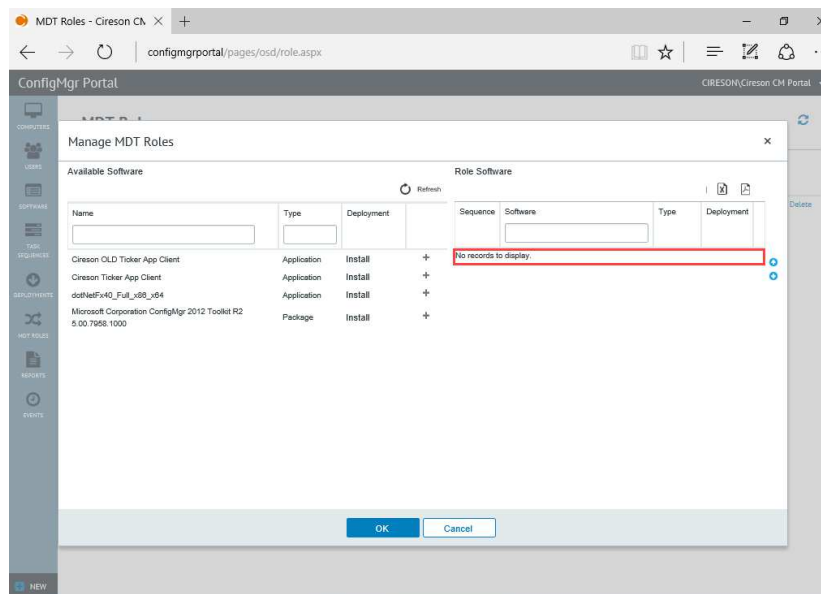 MDT Roles - Cireson CM
configmgrportal/pages/osd/role.aspx
ConfigMgr Portal
CIRESON\Cireson CM Portal
COMPUTERS
USERS
SOFTWARE
TASK
SEQUENCES
DEPLOYMENTS
MDT ROLES
REPORTS
EVENTS
NEW
Manage MDT Roles
Available Software
Refresh
Name Type Deployment
Cireson OLD Ticker App Client Application Install
Cireson Ticker App Client Application Install
dotNetFx40_Full_x86_x64 Application Install
Microsoft Corporation ConfigMgr 2012 Toolkit R2
5.00.7958.1000 Package Install
Role Software
Sequence Software Type Deployment
No records to display.
Delete
OK Cancel